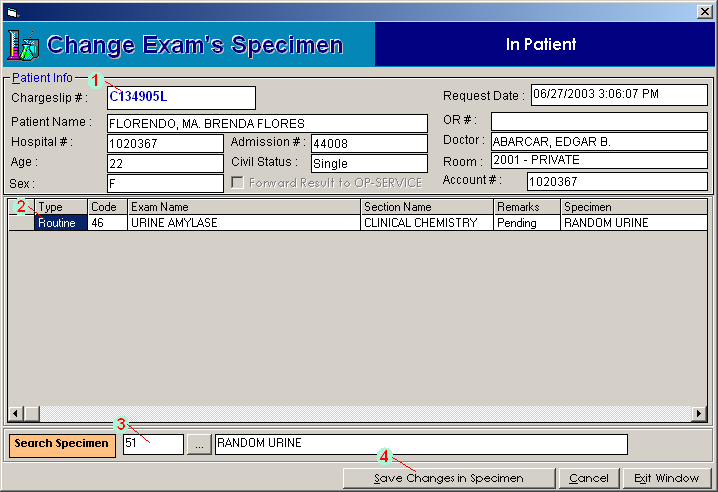 Change Exam's Specimen
In Patient
Patient Info
1
Chargeslip # : C134905L
Request Date : 06/27/2003 3:06:07 PM
Patient Name : FLORENDO, MA. BRENDA FLORES
OR # :
Hospital # : 1020367 Admission # : 44008
Doctor : ABARCAR, EDGAR B.
Age : 22 Civil Status : Single
Room : 2001 - PRIVATE
Sex : F Forward Result to OP-SERVICE
Account # : 1020367
2
Type Code Exam Name Section Name Remarks Specimen
Routine 46 URINE AMYLASE CLINICAL CHEMISTRY Pending RANDOM URINE
3
Search Specimen 51 ... RANDOM URINE
4
Save Changes in Specimen Cancel Exit Window